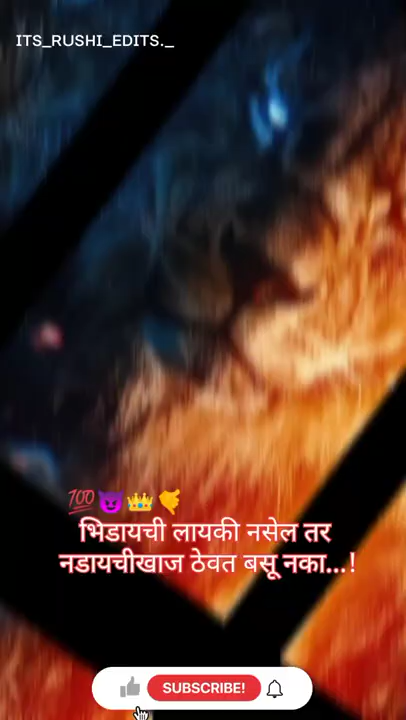 ITS_RUSHI_EDITS._
💯😈👑🤙
भिडायची लायकी नसेल तर
नडायचीखाज ठेवत बसू नका...!
SUBSCRIBE!